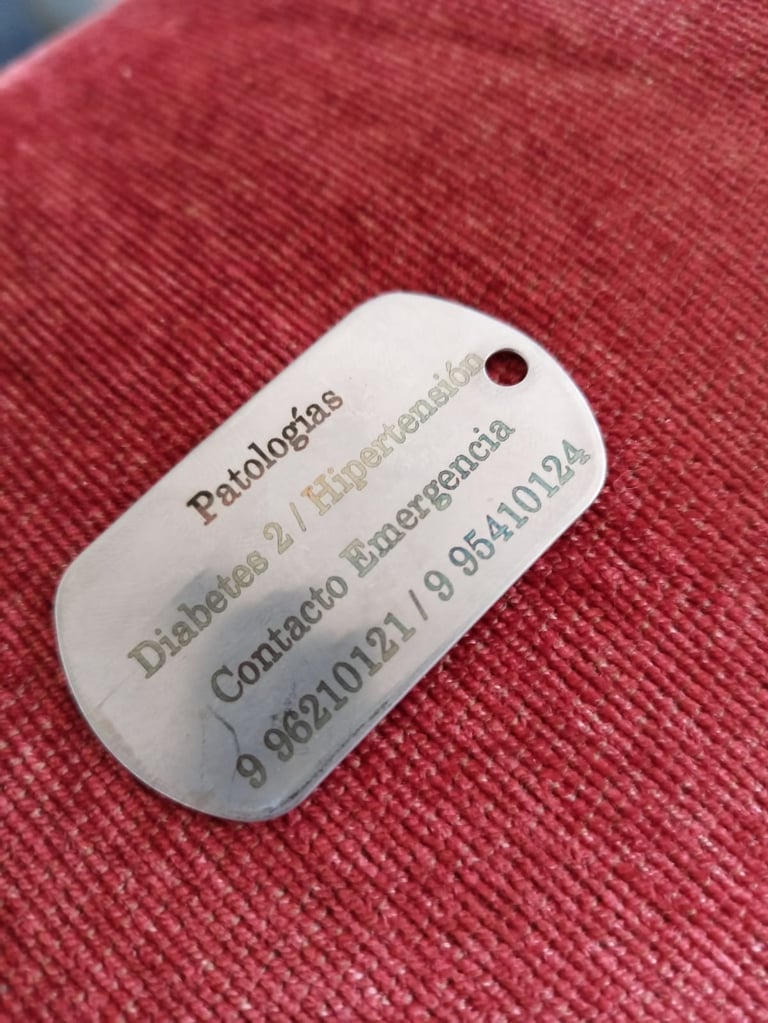 Patologías
Diabetes 2 / Hipertensión
Contacto Emergencia
9 96210121 / 9 95410124